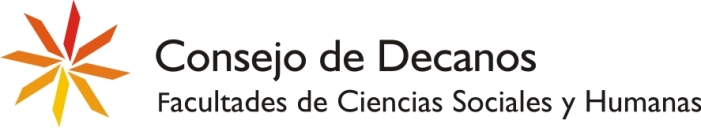 Consejo de Decanos
Facultades de Ciencias Sociales y Humanas